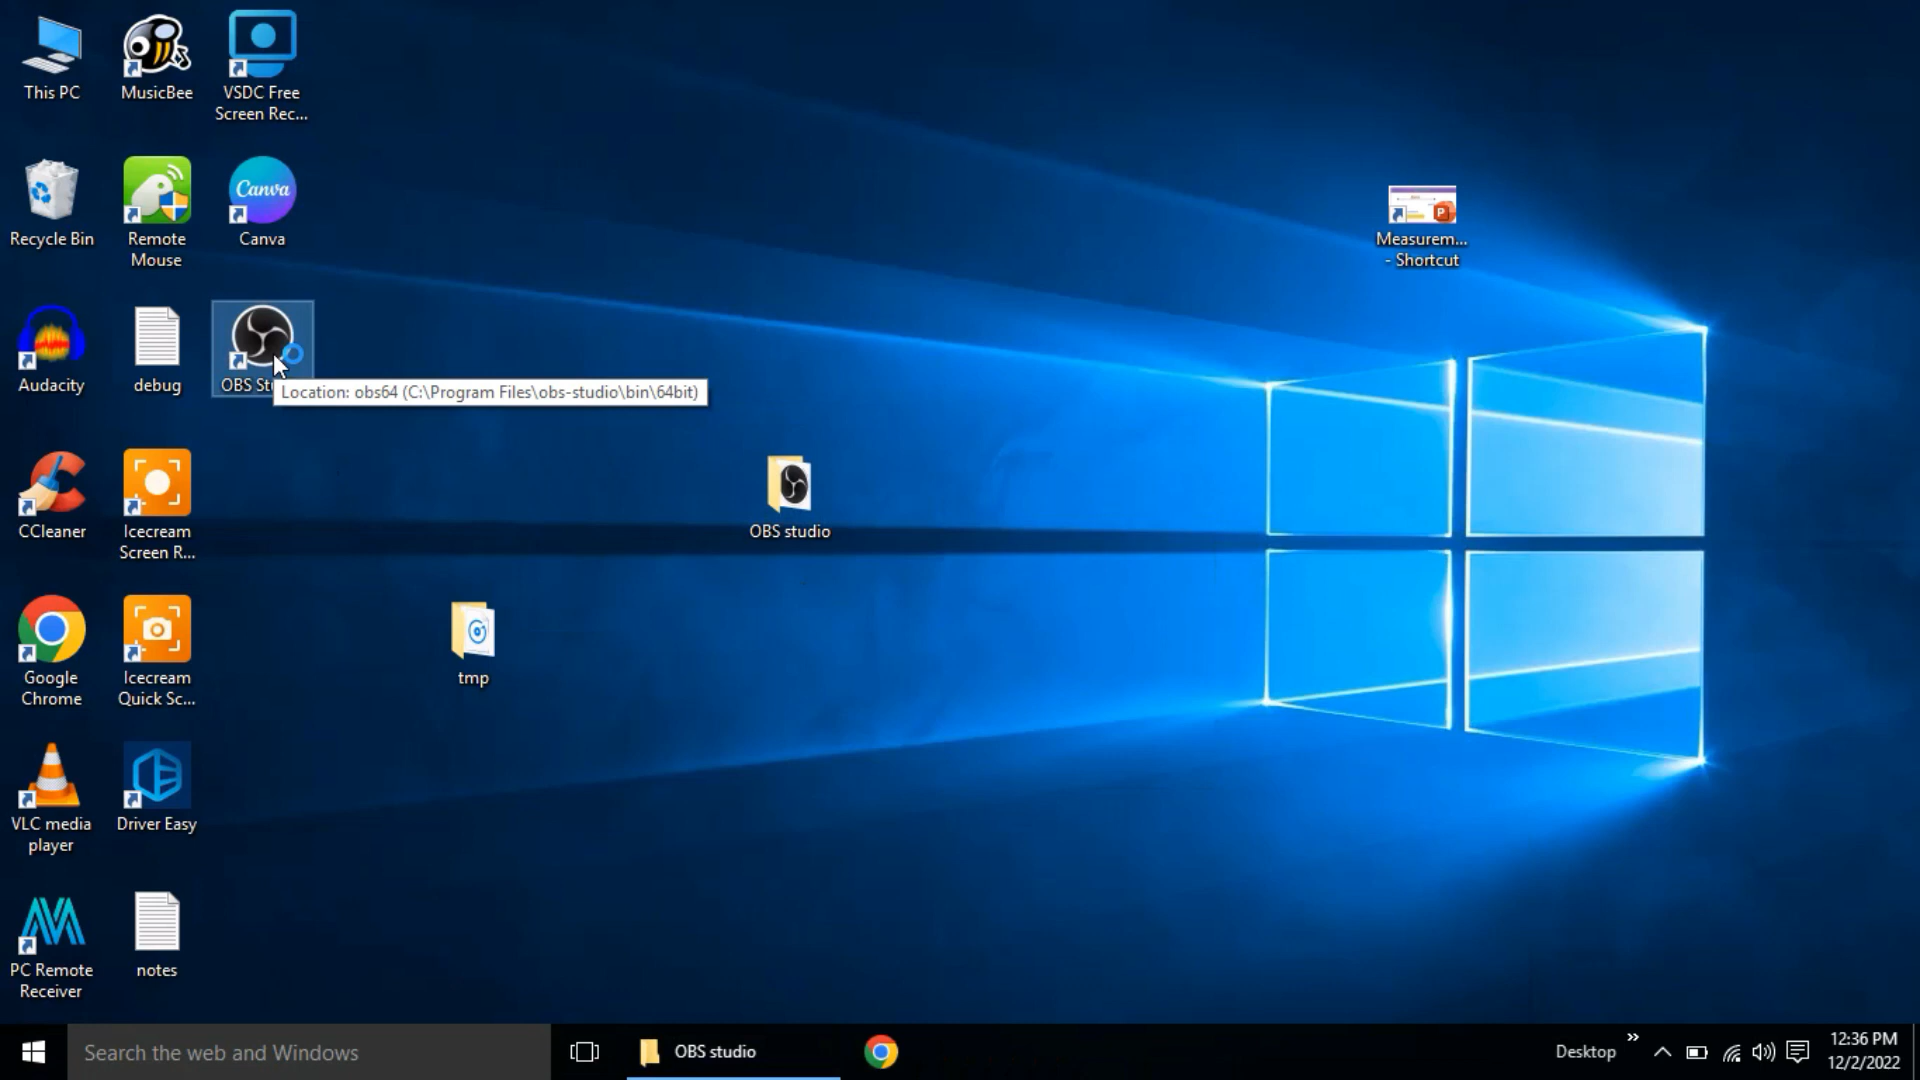 This PC
MusicBee
VSDC Free
Screen Rec...
Recycle Bin
Remote
Mouse
Canva
Canva
Measurem...
- Shortcut
P
Audacity
debug
OBS St
Location: obs64 (C:\Program Files\obs-studio\bin\64bit)
CCleaner
Icecream
Screen R...
OBS studio
Google
Chrome
Icecream
Quick Sc...
tmp
VLC media
player
Driver Easy
PC Remote
Receiver
notes
Search the web and Windows
OBS studio
Desktop
12:36 PM
12/2/2022